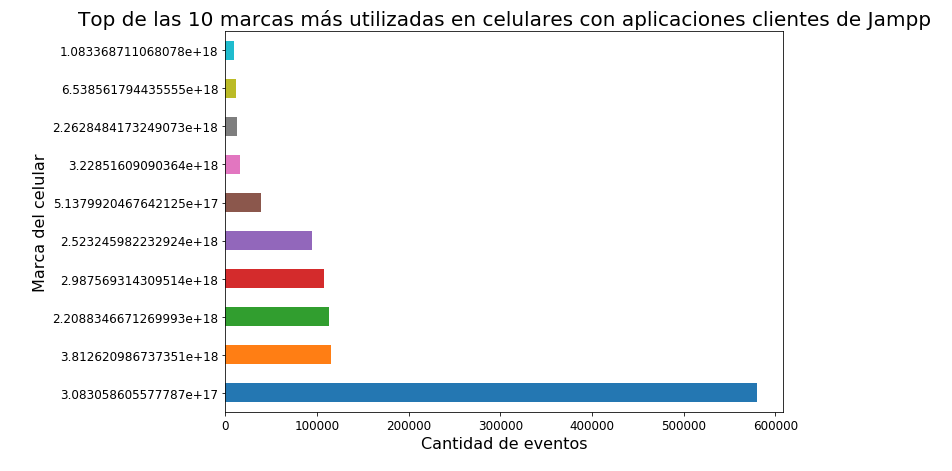 Top de las 10 marcas más utilizadas en celulares con aplicaciones clientes de Jampp
Marca del celular
1.083368711068078e+18
6.538561794435555e+18
2.2628484173249073e+18
3.22851609090364e+18
5.1379920467642125e+17
2.523245982232924e+18
2.987569314309514e+18
2.2088346671269993e+18
3.812620986737351e+18
3.083058605577787e+17
0 100000 200000 300000 400000 500000 600000
Cantidad de eventos